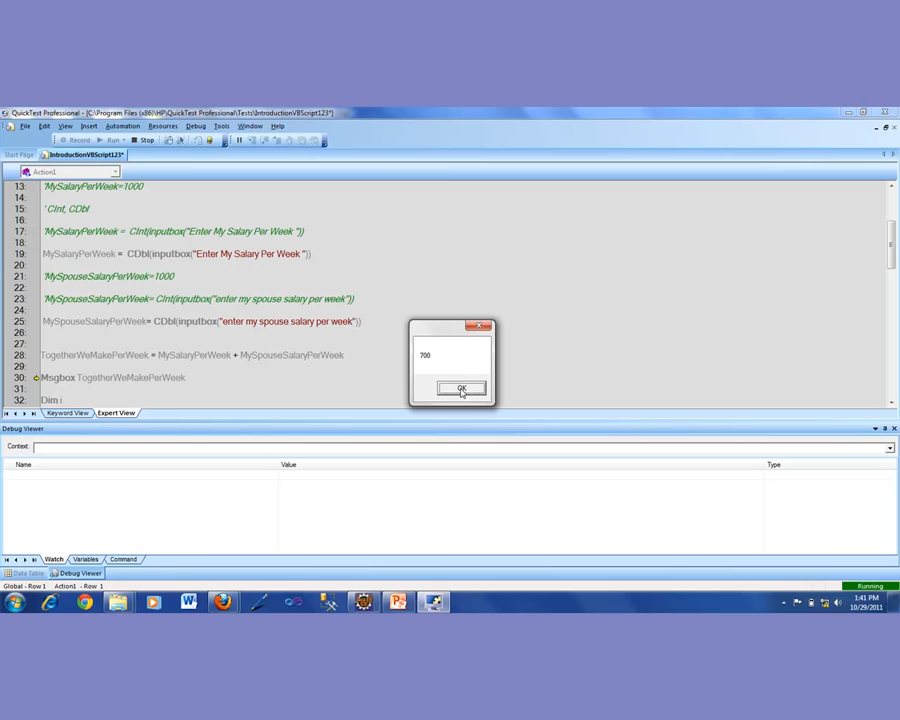 QuickTest Professional - [C:\Program Files (x86)\HP\QuickTest Professional\Tests\IntroductionVBScript123*]
File Edit View Insert Automation Resources Debug Tools Window Help
Record Run Stop
Start Page IntroductionVBScript123*
Action1
13: 'MySalaryPerWeek=1000
14:
15: ' CInt, CDbl
16:
17: 'MySalaryPerWeek = CInt(inputbox("Enter My Salary Per Week "))
18:
19: MySalaryPerWeek = CDbl(inputbox("Enter My Salary Per Week "))
20:
21: 'MySpouseSalaryPerWeek=1000
22:
23: 'MySpouseSalaryPerWeek= CInt(inputbox("enter my spouse salary per week"))
24:
25: MySpouseSalaryPerWeek= CDbl(inputbox("enter my spouse salary per week"))
26:
27:
28: TogetherWeMakePerWeek = MySalaryPerWeek + MySpouseSalaryPerWeek
29:
30: Msgbox TogetherWeMakePerWeek
31:
32: Dim i
700
OK
Keyword View Expert View
Debug Viewer
Context:
Name Value Type
Watch Variables Command
Data Table Debug Viewer
Global - Row 1 Action1 - Row 1 Running
1:41 PM
10/29/2011